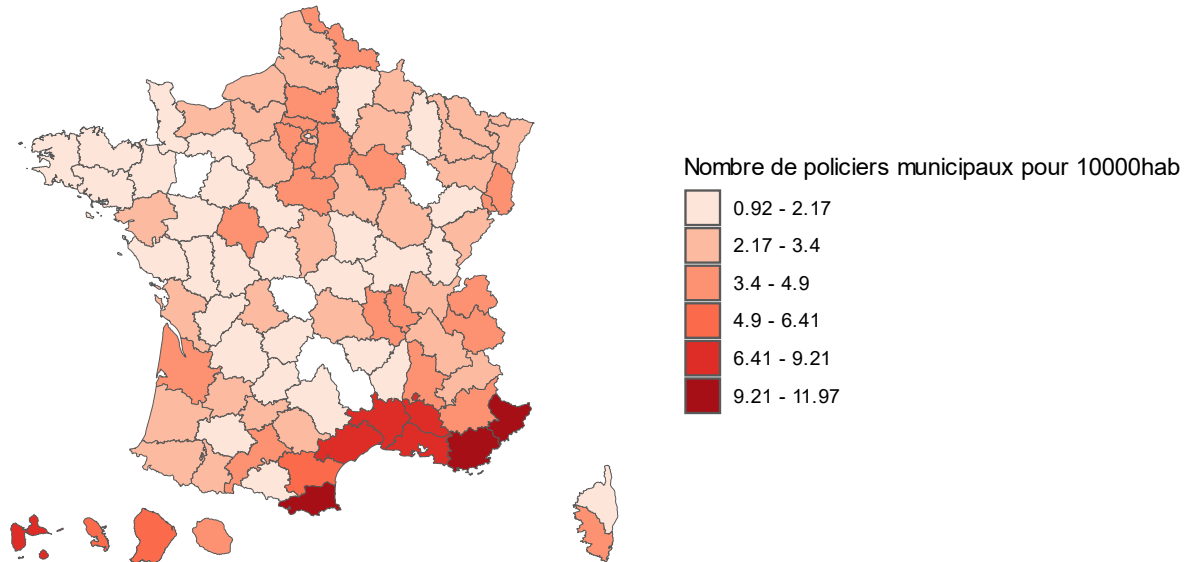 Nombre de policiers municipaux pour 10000hab
0.92 - 2.17
2.17 - 3.4
3.4 - 4.9
4.9 - 6.41
6.41 - 9.21
9.21 - 11.97